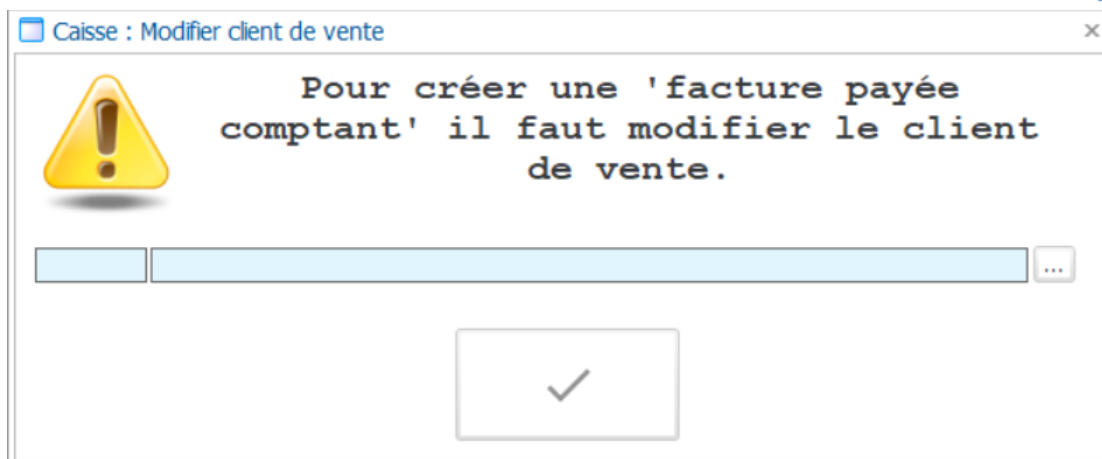 Caisse : Modifier client de vente
Pour créer une 'facture payée
comptant' il faut modifier le client
de vente.
...